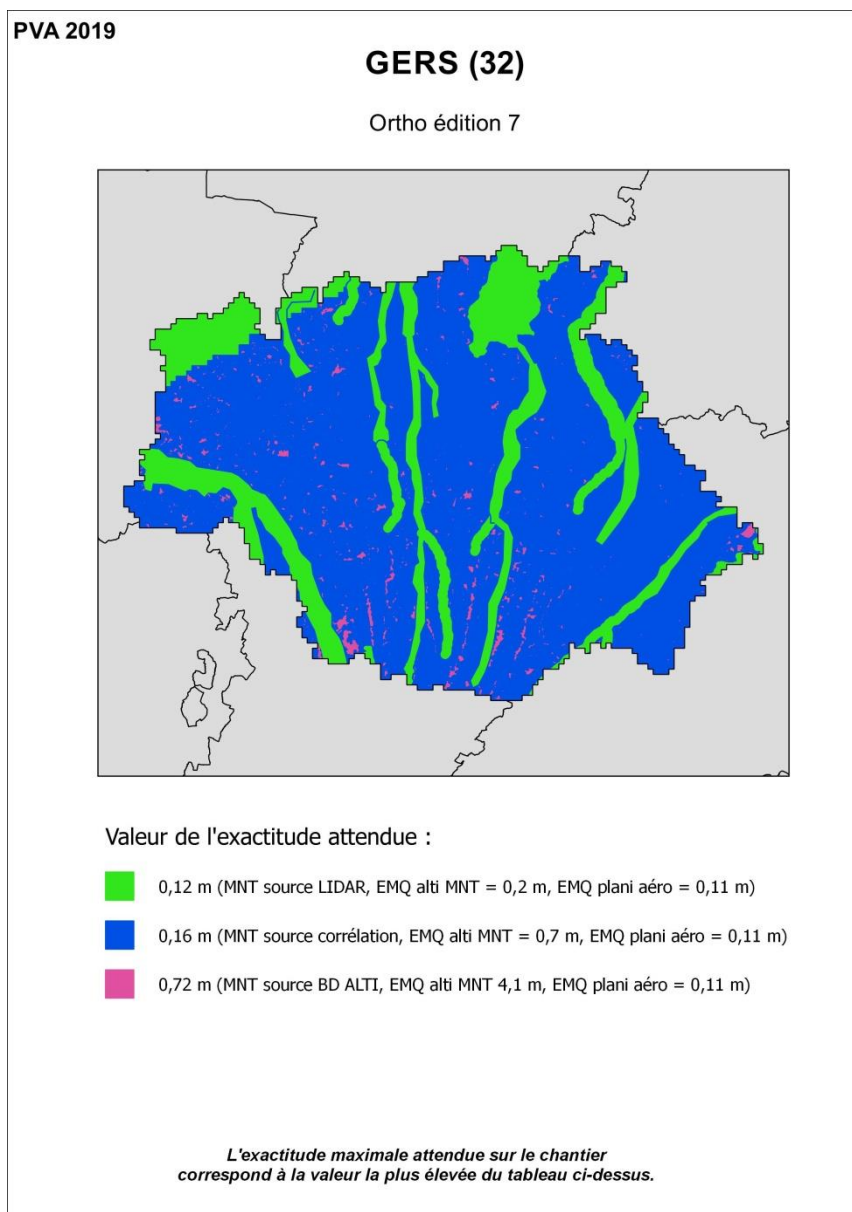 PVA 2019
GERS (32)
Ortho édition 7
Valeur de l'exactitude attendue :
0,12 m (MNT source LIDAR, EMQ alti MNT = 0,2 m, EMQ plani aéro = 0,11 m)
0,16 m (MNT source corrélation, EMQ alti MNT = 0,7 m, EMQ plani aéro = 0,11 m)
0,72 m (MNT source BD ALTI, EMQ alti MNT 4,1 m, EMQ plani aéro = 0,11 m)
L'exactitude maximale attendue sur le chantier
correspond à la valeur la plus élevée du tableau ci-dessus.